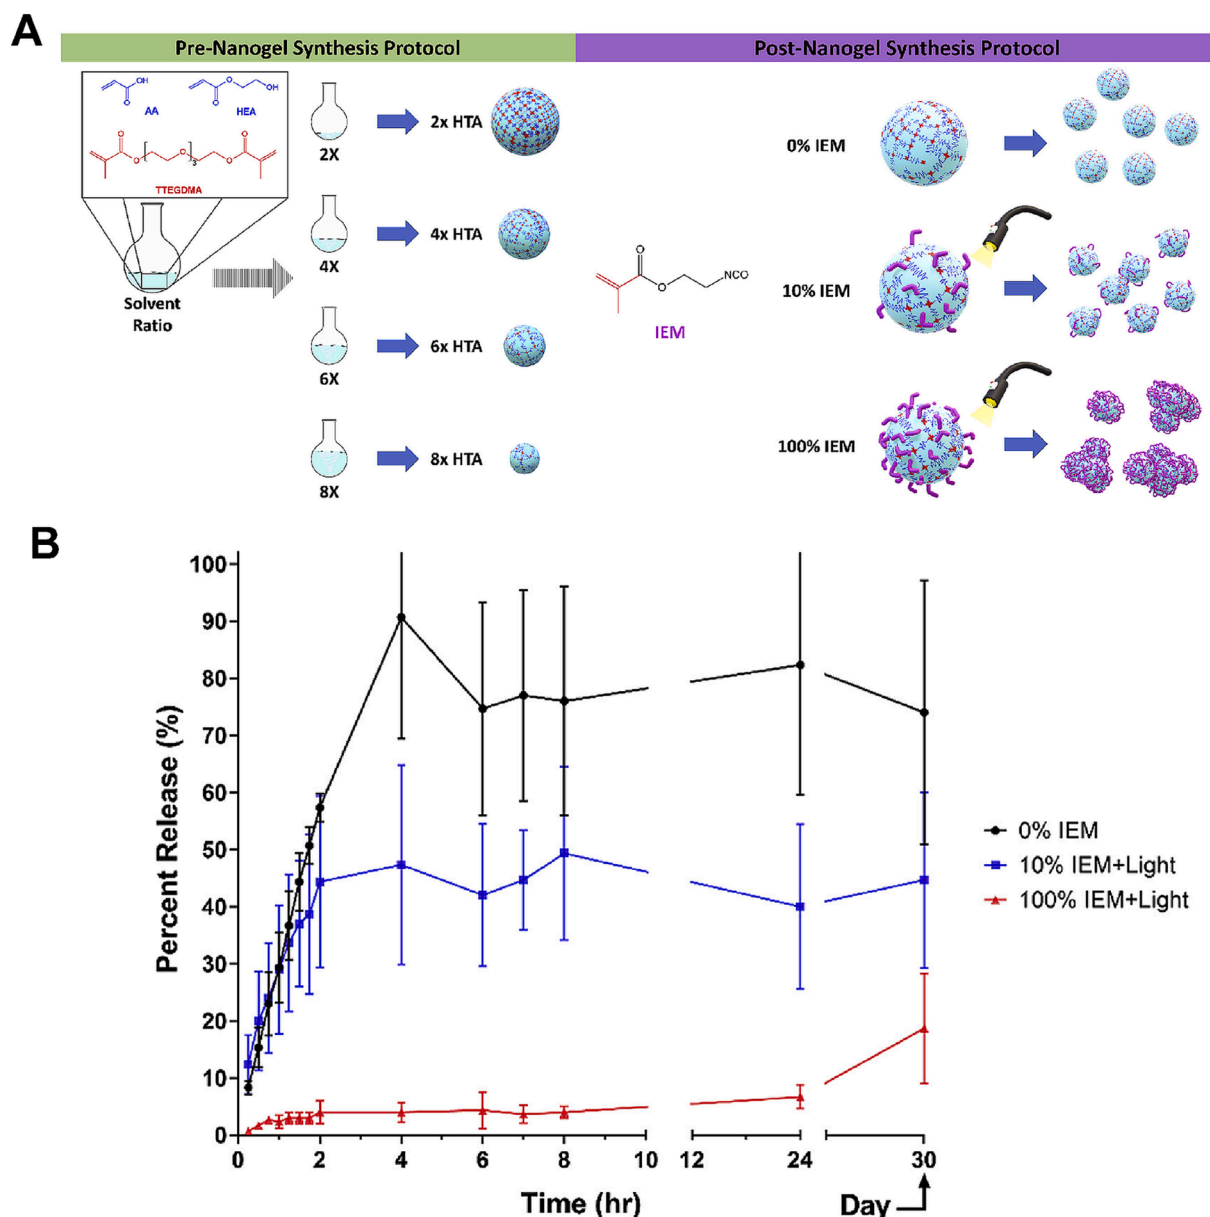 A
Pre-Nanogel Synthesis Protocol
Post-Nanogel Synthesis Protocol
OH
O
AA
O
O
OH
HEA
O
O
O
3
O
O
TTEGDMA
Solvent
Ratio
2X
2x HTA
4X
4x HTA
6X
6x HTA
8X
8x HTA
O
O
NCO
IEM
0% IEM
10% IEM
100% IEM
B
Percent Release (%)
100
90
80
70
60
50
40
30
20
10
0
0 2 4 6 8 10 12 24 30
Time (hr)
Day
0% IEM
10% IEM+Light
100% IEM+Light